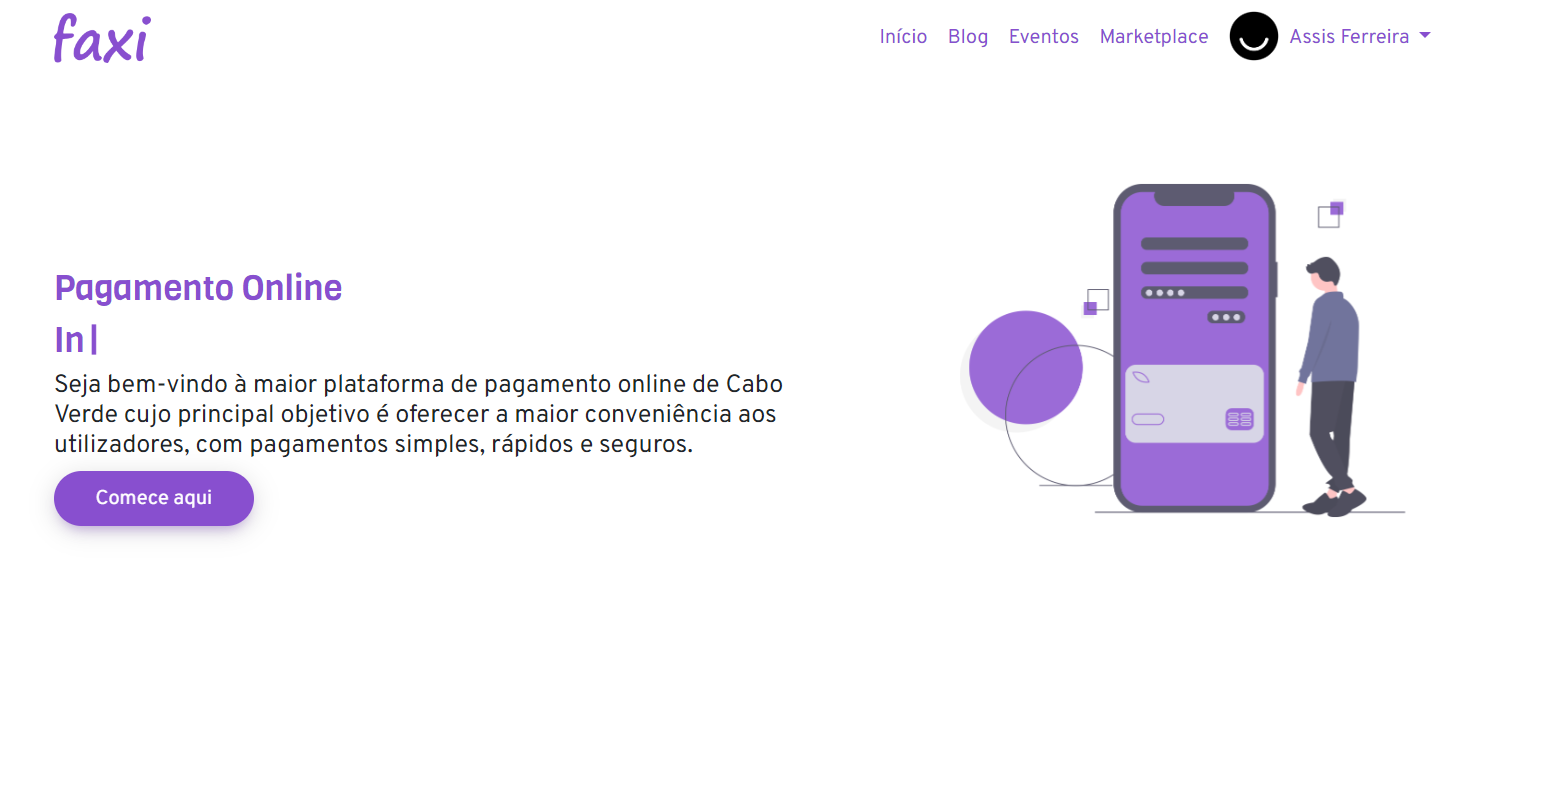 faxi
Início Blog Eventos Marketplace Assis Ferreira
Pagamento Online
In|
Seja bem-vindo à maior plataforma de pagamento online de Cabo
Verde cujo principal objetivo é oferecer a maior conveniência aos
utilizadores, com pagamentos simples, rápidos e seguros.
Comece aqui